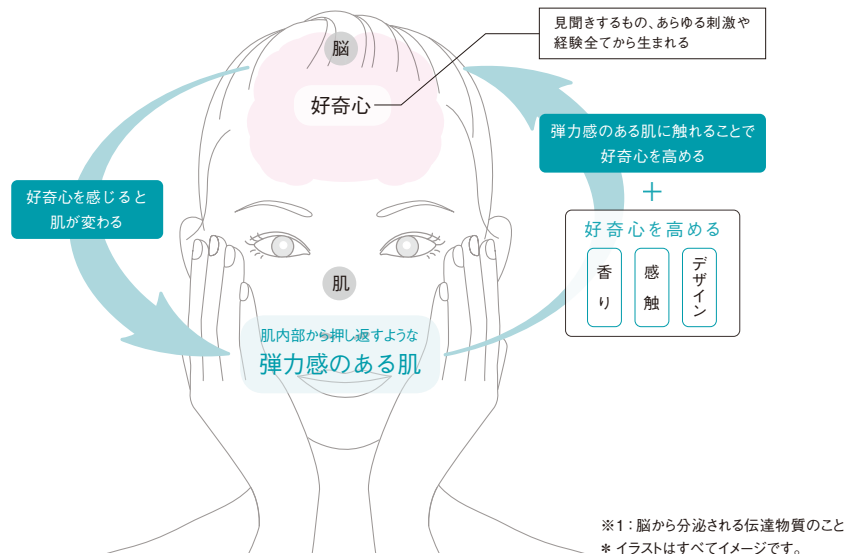 見聞きするもの、あらゆる刺激や
経験全てから生まれる
脳
好奇心
弾力感のある肌に触れることで
好奇心を高める
+
好奇心を感じると
肌が変わる
好奇心を高める
香り
感触
デザイン
肌
肌内部から押し返すような
弾力感のある肌
※1：脳から分泌される伝達物質のこと
* イラストはすべてイメージです。